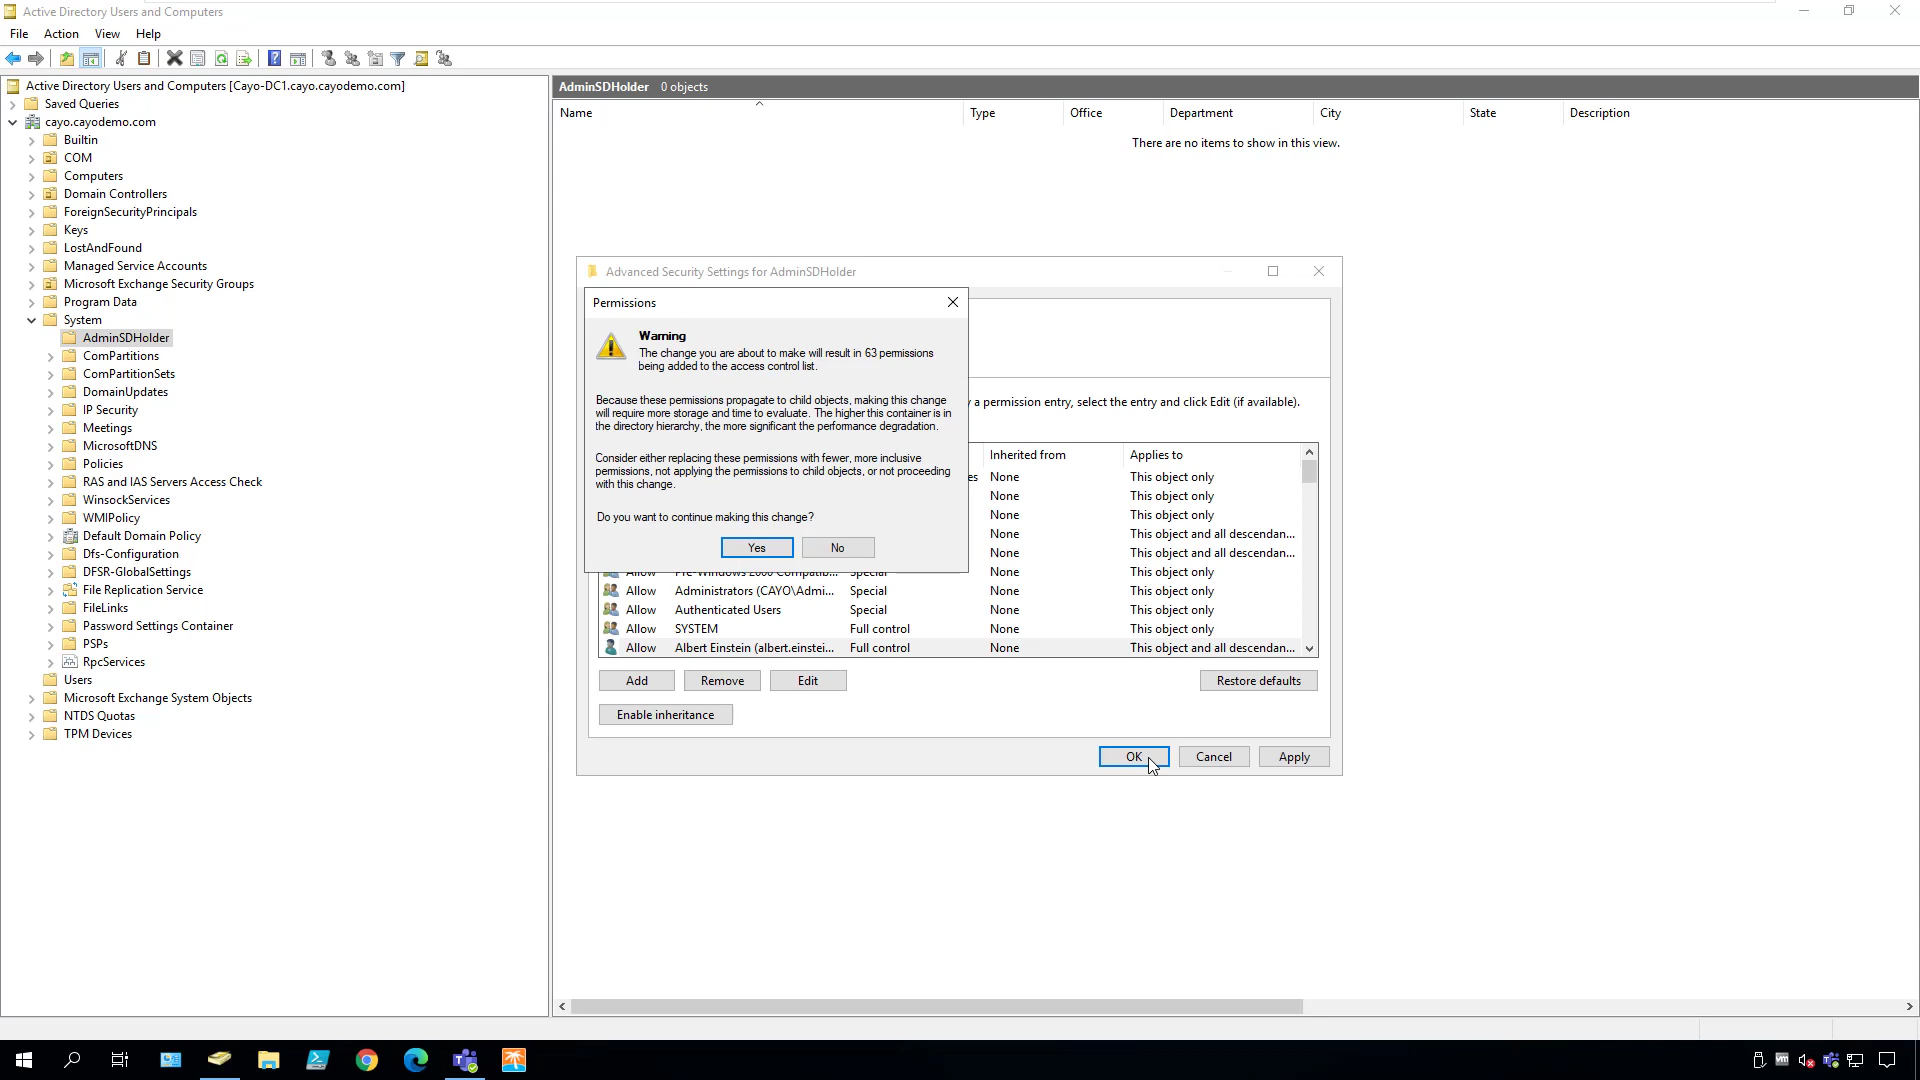 Active Directory Users and Computers
File Action View Help
Active Directory Users and Computers [Cayo-DC1.cayo.cayodemo.com]
Saved Queries
cayo.cayodemo.com
Builtin
COM
Computers
Domain Controllers
ForeignSecurityPrincipals
Keys
LostAndFound
Managed Service Accounts
Microsoft Exchange Security Groups
Program Data
System
AdminSDHolder
ComPartitions
ComPartitionSets
DomainUpdates
IP Security
Meetings
MicrosoftDNS
Policies
RAS and IAS Servers Access Check
WinsockServices
WMIPolicy
Default Domain Policy
Dfs-Configuration
DFSR-GlobalSettings
File Replication Service
FileLinks
Password Settings Container
PSPs
RpcServices
Users
Microsoft Exchange System Objects
NTDS Quotas
TPM Devices
AdminSDHolder 0 objects
Name Type Office Department City State Description
There are no items to show in this view.
Advanced Security Settings for AdminSDHolder
Permissions
Warning
The change you are about to make will result in 63 permissions
being added to the access control list.
Because these permissions propagate to child objects, making this change
will require more storage and time to evaluate. The higher this container is in
the directory hierarchy, the more significant the performance degradation.
Consider either replacing these permissions with fewer, more inclusive
permissions, not applying the permissions to child objects, or not proceeding
with this change.
Do you want to continue making this change?
Yes No
a permission entry, select the entry and click Edit (if available).
Inherited from Applies to
es None This object only
None This object only
None This object only
None This object and all descendan...
None This object and all descendan...
Allow Pre-Windows 2000 Compatib... Special None This object only
Allow Administrators (CAYO\Admi... Special None This object only
Allow Authenticated Users Special None This object only
Allow SYSTEM Full control None This object only
Allow Albert Einstein (albert.einstei... Full control None This object and all descendan...
Add Remove Edit Restore defaults
Enable inheritance
OK Cancel Apply